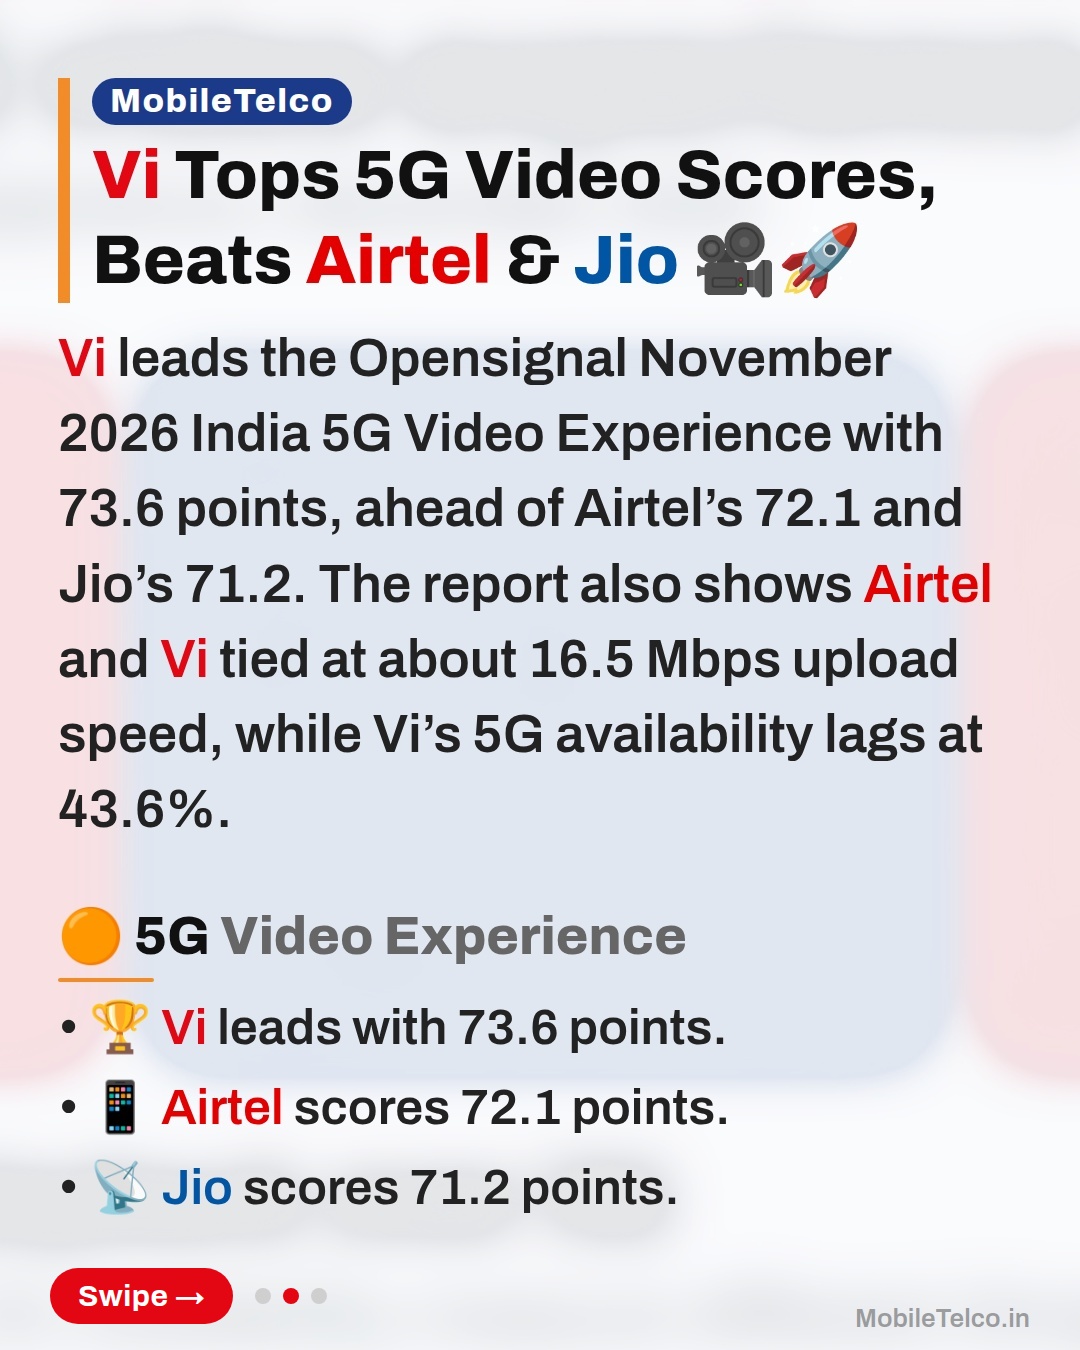 MobileTelco
Vi Tops 5G Video Scores,
Beats Airtel & Jio 🎥🚀
Vi leads the Opensignal November
2026 India 5G Video Experience with
73.6 points, ahead of Airtel’s 72.1 and
Jio’s 71.2. The report also shows Airtel
and Vi tied at about 16.5 Mbps upload
speed, while Vi’s 5G availability lags at
43.6%.
🟠 5G Video Experience
• 🏆 Vi leads with 73.6 points.
• 📱 Airtel scores 72.1 points.
• 📡 Jio scores 71.2 points.
Swipe →
MobileTelco.in